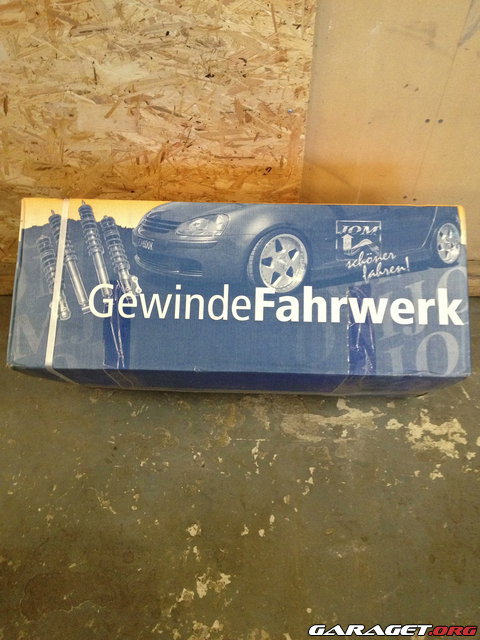 JOM
schöner
fahren!
GewindeFahrwerk
GARAGET.ORG